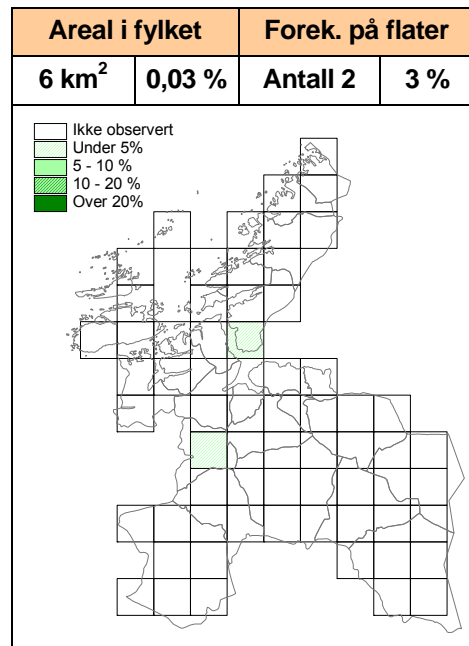 Areal i fylket Forek. på flater
6 km² 0,03 % Antall 2 3 %
Ikke observert
Under 5%
5 - 10 %
10 - 20 %
Over 20%